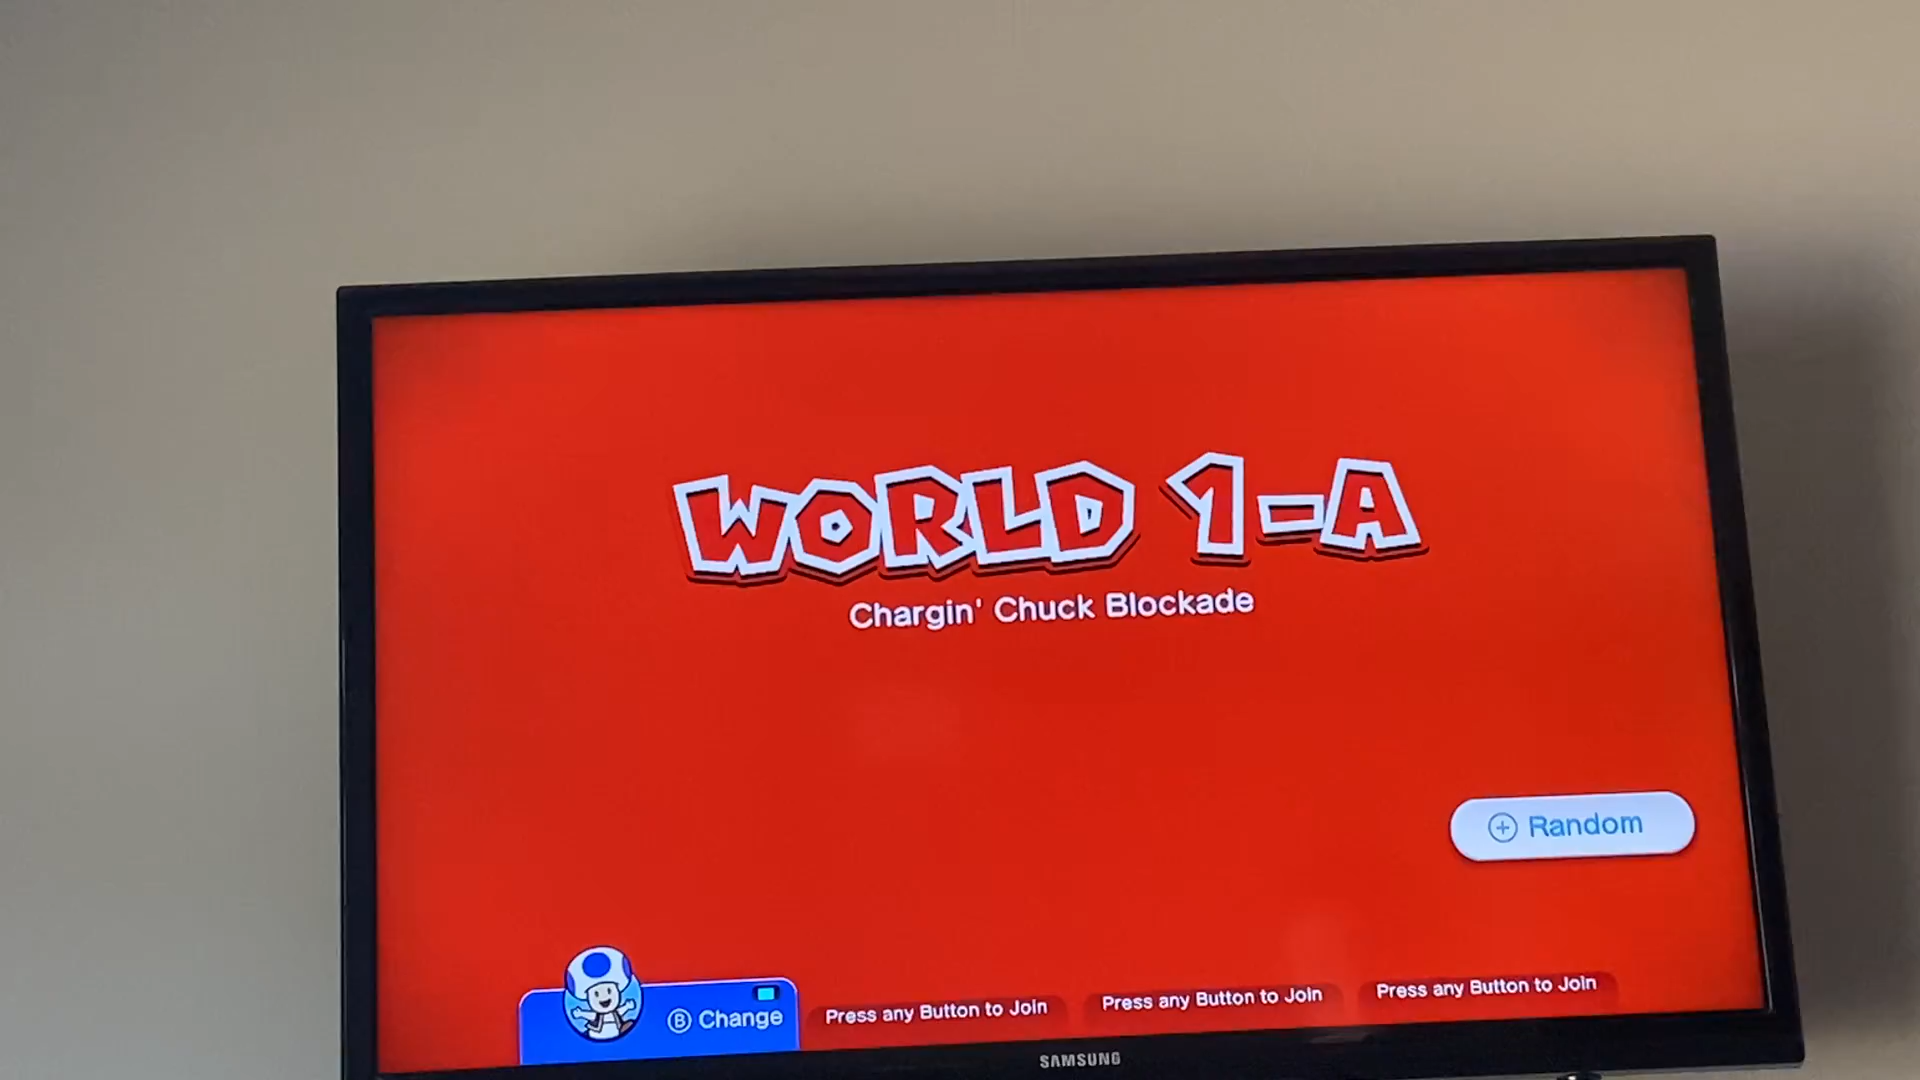 WORLD 1-A
Chargin' Chuck Blockade
Random
B Change
Press any Button to Join
Press any Button to Join
Press any Button to Join
SAMSUNG